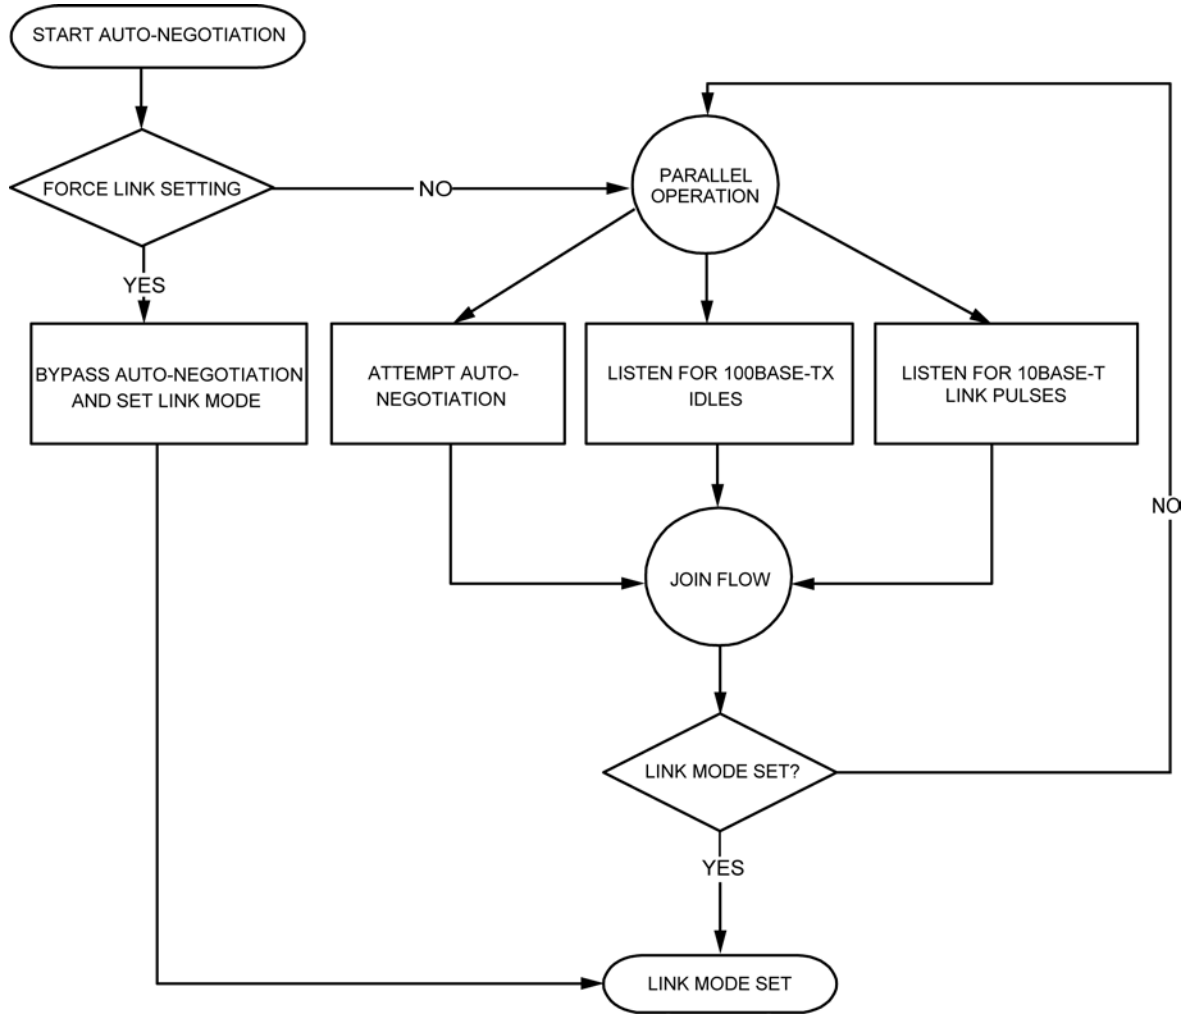 START AUTO-NEGOTIATION
FORCE LINK SETTING
NO
PARALLEL
OPERATION
YES
BYPASS AUTO-NEGOTIATION
AND SET LINK MODE
ATTEMPT AUTO-
NEGOTIATION
LISTEN FOR 100BASE-TX
IDLES
LISTEN FOR 10BASE-T
LINK PULSES
NO
JOIN FLOW
LINK MODE SET?
YES
LINK MODE SET